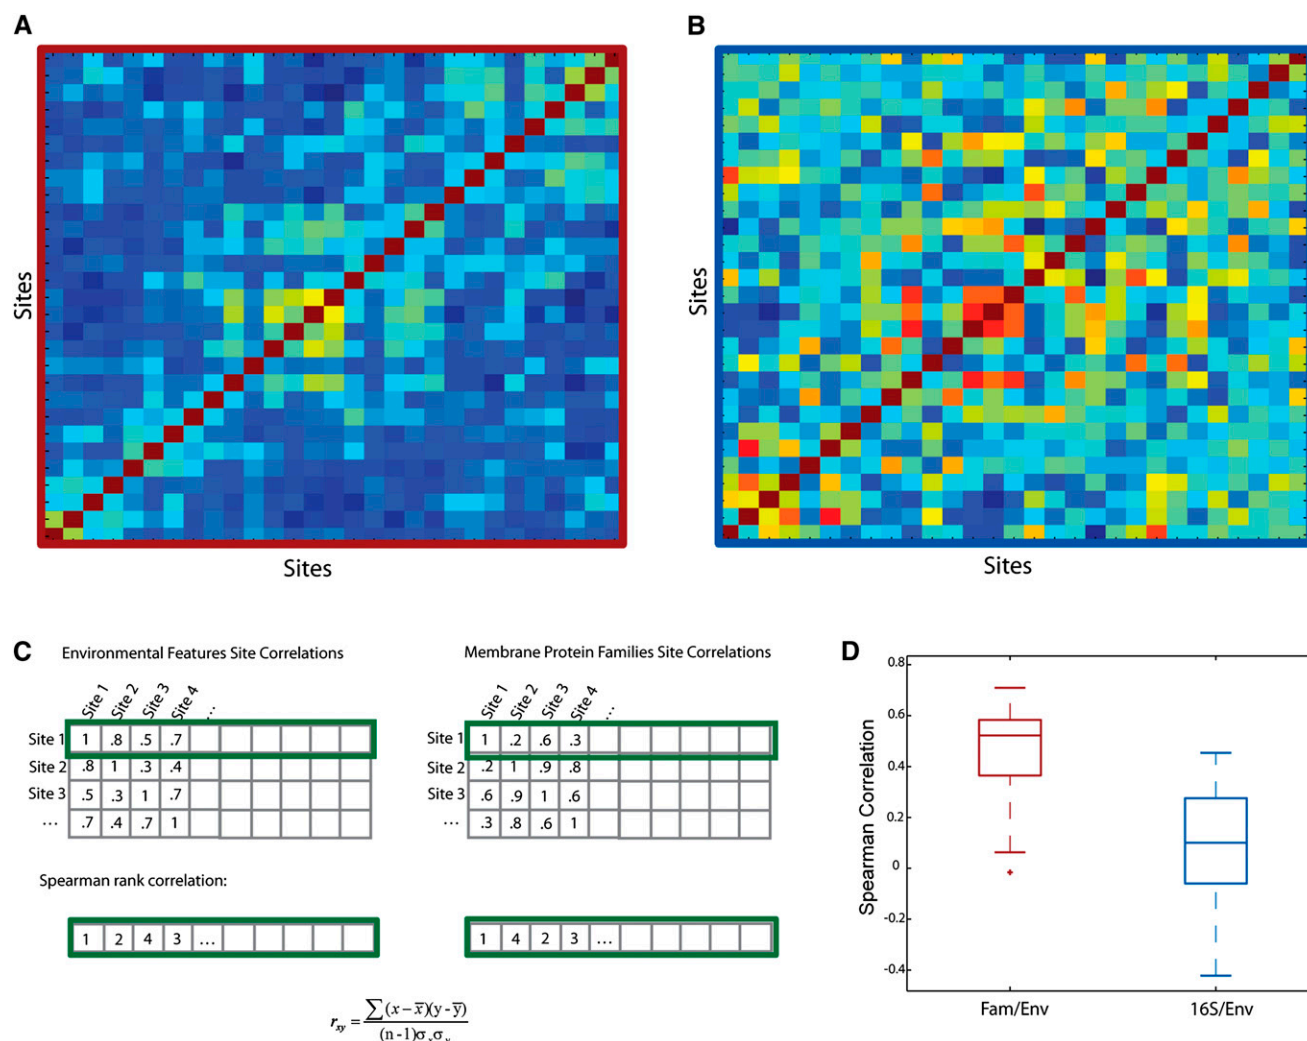 A
B
Sites
Sites
Sites
Sites
C
Environmental Features Site Correlations
Site 1 Site 2 Site 3 Site 4 ...
Site 1 1 .8 .5 .7
Site 2 .8 1 .3 .4
Site 3 .5 .3 1 .7
... .7 .4 .7 1
Membrane Protein Families Site Correlations
Site 1 Site 2 Site 3 Site 4 ...
Site 1 1 .2 .6 .3
Site 2 .2 1 .9 .8
Site 3 .6 .9 1 .6
... .3 .8 .6 1
Spearman rank correlation:
1 2 4 3 ...
1 4 2 3 ...
r_xy = ∑(x-x̅)(y-y̅) / (n-1)σ_xσ_y
D
Spearman Correlation
0.8
0.6
0.4
0.2
0
-0.2
-0.4
Fam/Env
16S/Env